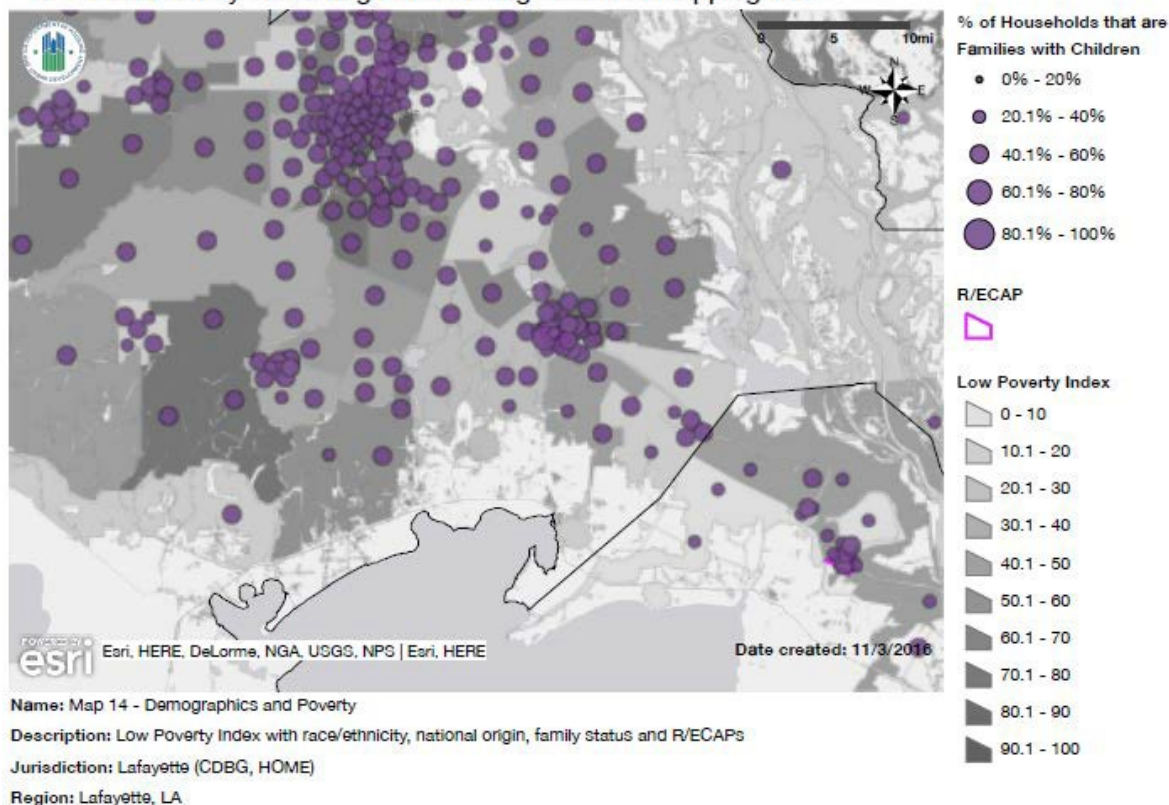 0 5 10mi
N
W E
S
POWERED BY
esri
Esri, HERE, DeLorme, NGA, USGS, NPS | Esri, HERE
Date created: 11/3/2016
% of Households that are
Families with Children
0% - 20%
20.1% - 40%
40.1% - 60%
60.1% - 80%
80.1% - 100%
R/ECAP
Low Poverty Index
0 - 10
10.1 - 20
20.1 - 30
30.1 - 40
40.1 - 50
50.1 - 60
60.1 - 70
70.1 - 80
80.1 - 90
90.1 - 100
Name: Map 14 - Demographics and Poverty
Description: Low Poverty Index with race/ethnicity, national origin, family status and R/ECAPs
Jurisdiction: Lafayette (CDBG, HOME)
Region: Lafayette, LA